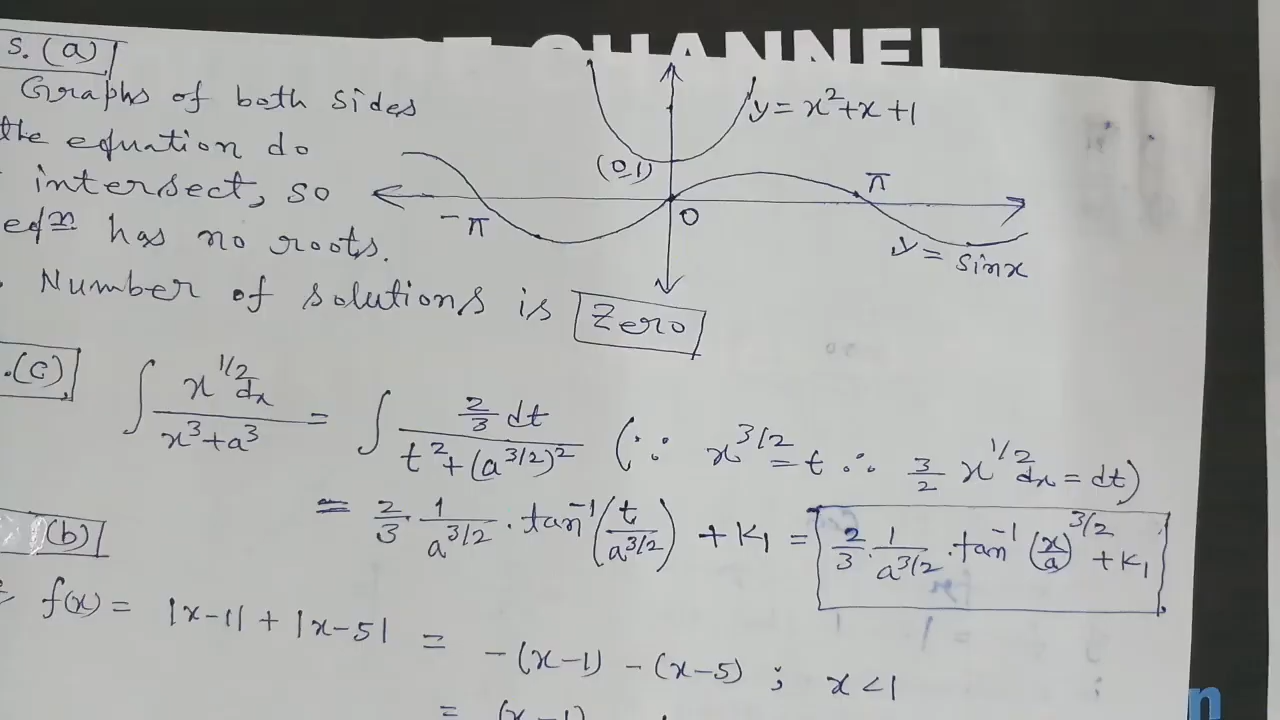 CHANNEL
s. (a)
Graphs of both sides
y = x²+x+1
the equation do
(0,1)
intersect, so
π
-π
0
eqⁿ has no roots.
y = sinx
Number of solutions is Zero
.(c)
∫ x^1/2 dx / x³+a³ = ∫ 2/3 dt / t²+(a^3/2)² (∵ x^3/2 = t ∴ 3/2 x^1/2 dx = dt)
= 2/3 · 1/a^3/2 · tan⁻¹(t/a^3/2) + K₁ = 2/3 · 1/a^3/2 · tan⁻¹(x/a)^3/2 + K₁
(b)
f(x) = |x-1| + |x-5| = -(x-1) - (x-5) ; x<1
= (x-1)
n